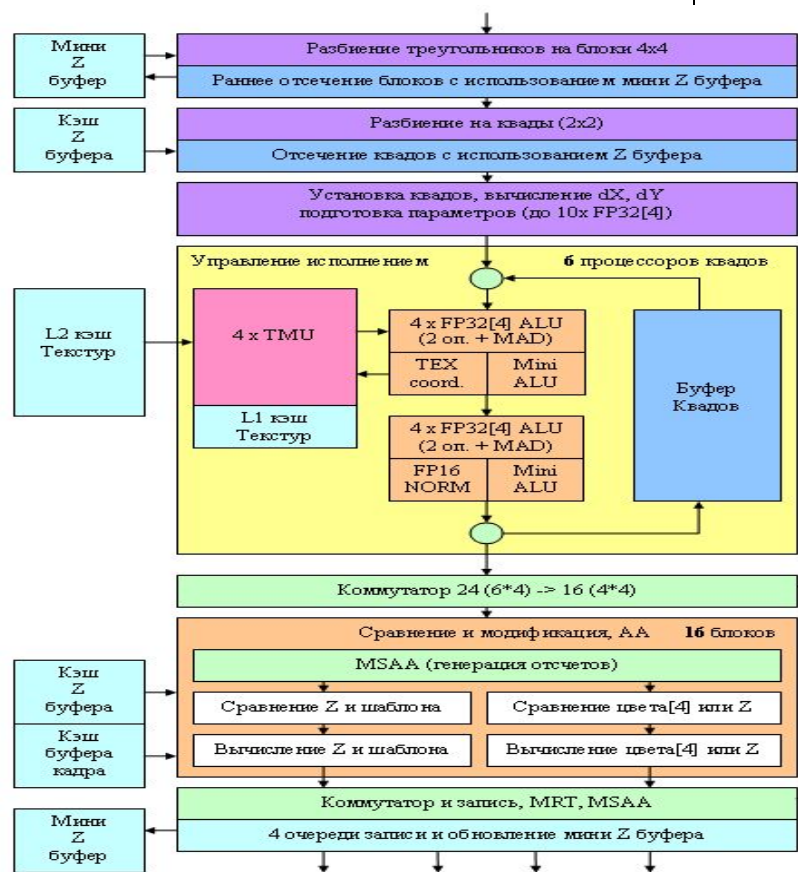 Мини
Z
буфер
Разбиение треугольников на блоки 4x4
Раннее отсечение блоков с использованием мини Z буфера
Кэш
Z
буфера
Разбиение на квады (2x2)
Отсечение квадов с использованием Z буфера
Установка квадов, вычисление dX, dY
подготовка параметров (до 10x FP32[4])
Управление исполнением
6 процессоров квадов
L2 кэш
Текстур
4 x TMU
L1 кэш
Текстур
4 x FP32[4] ALU
(2 оп. + MAD)
TEX
coord.
Mini
ALU
4 x FP32[4] ALU
(2 оп. + MAD)
FP16
NORM
Mini
ALU
Буфер
Квадов
Коммутатор 24 (6*4) -> 16 (4*4)
Сравнение и модификация, AA
16 блоков
MSAA (генерация отсчетов)
Сравнение Z и шаблона
Сравнение цвета[4] или Z
Вычисление Z и шаблона
Вычисление цвета[4] или Z
Кэш
Z
буфера
Кэш
буфера
кадра
Коммутатор и запись, MRT, MSAA
4 очереди записи и обновление мини Z буфера
Мини
Z
буфер